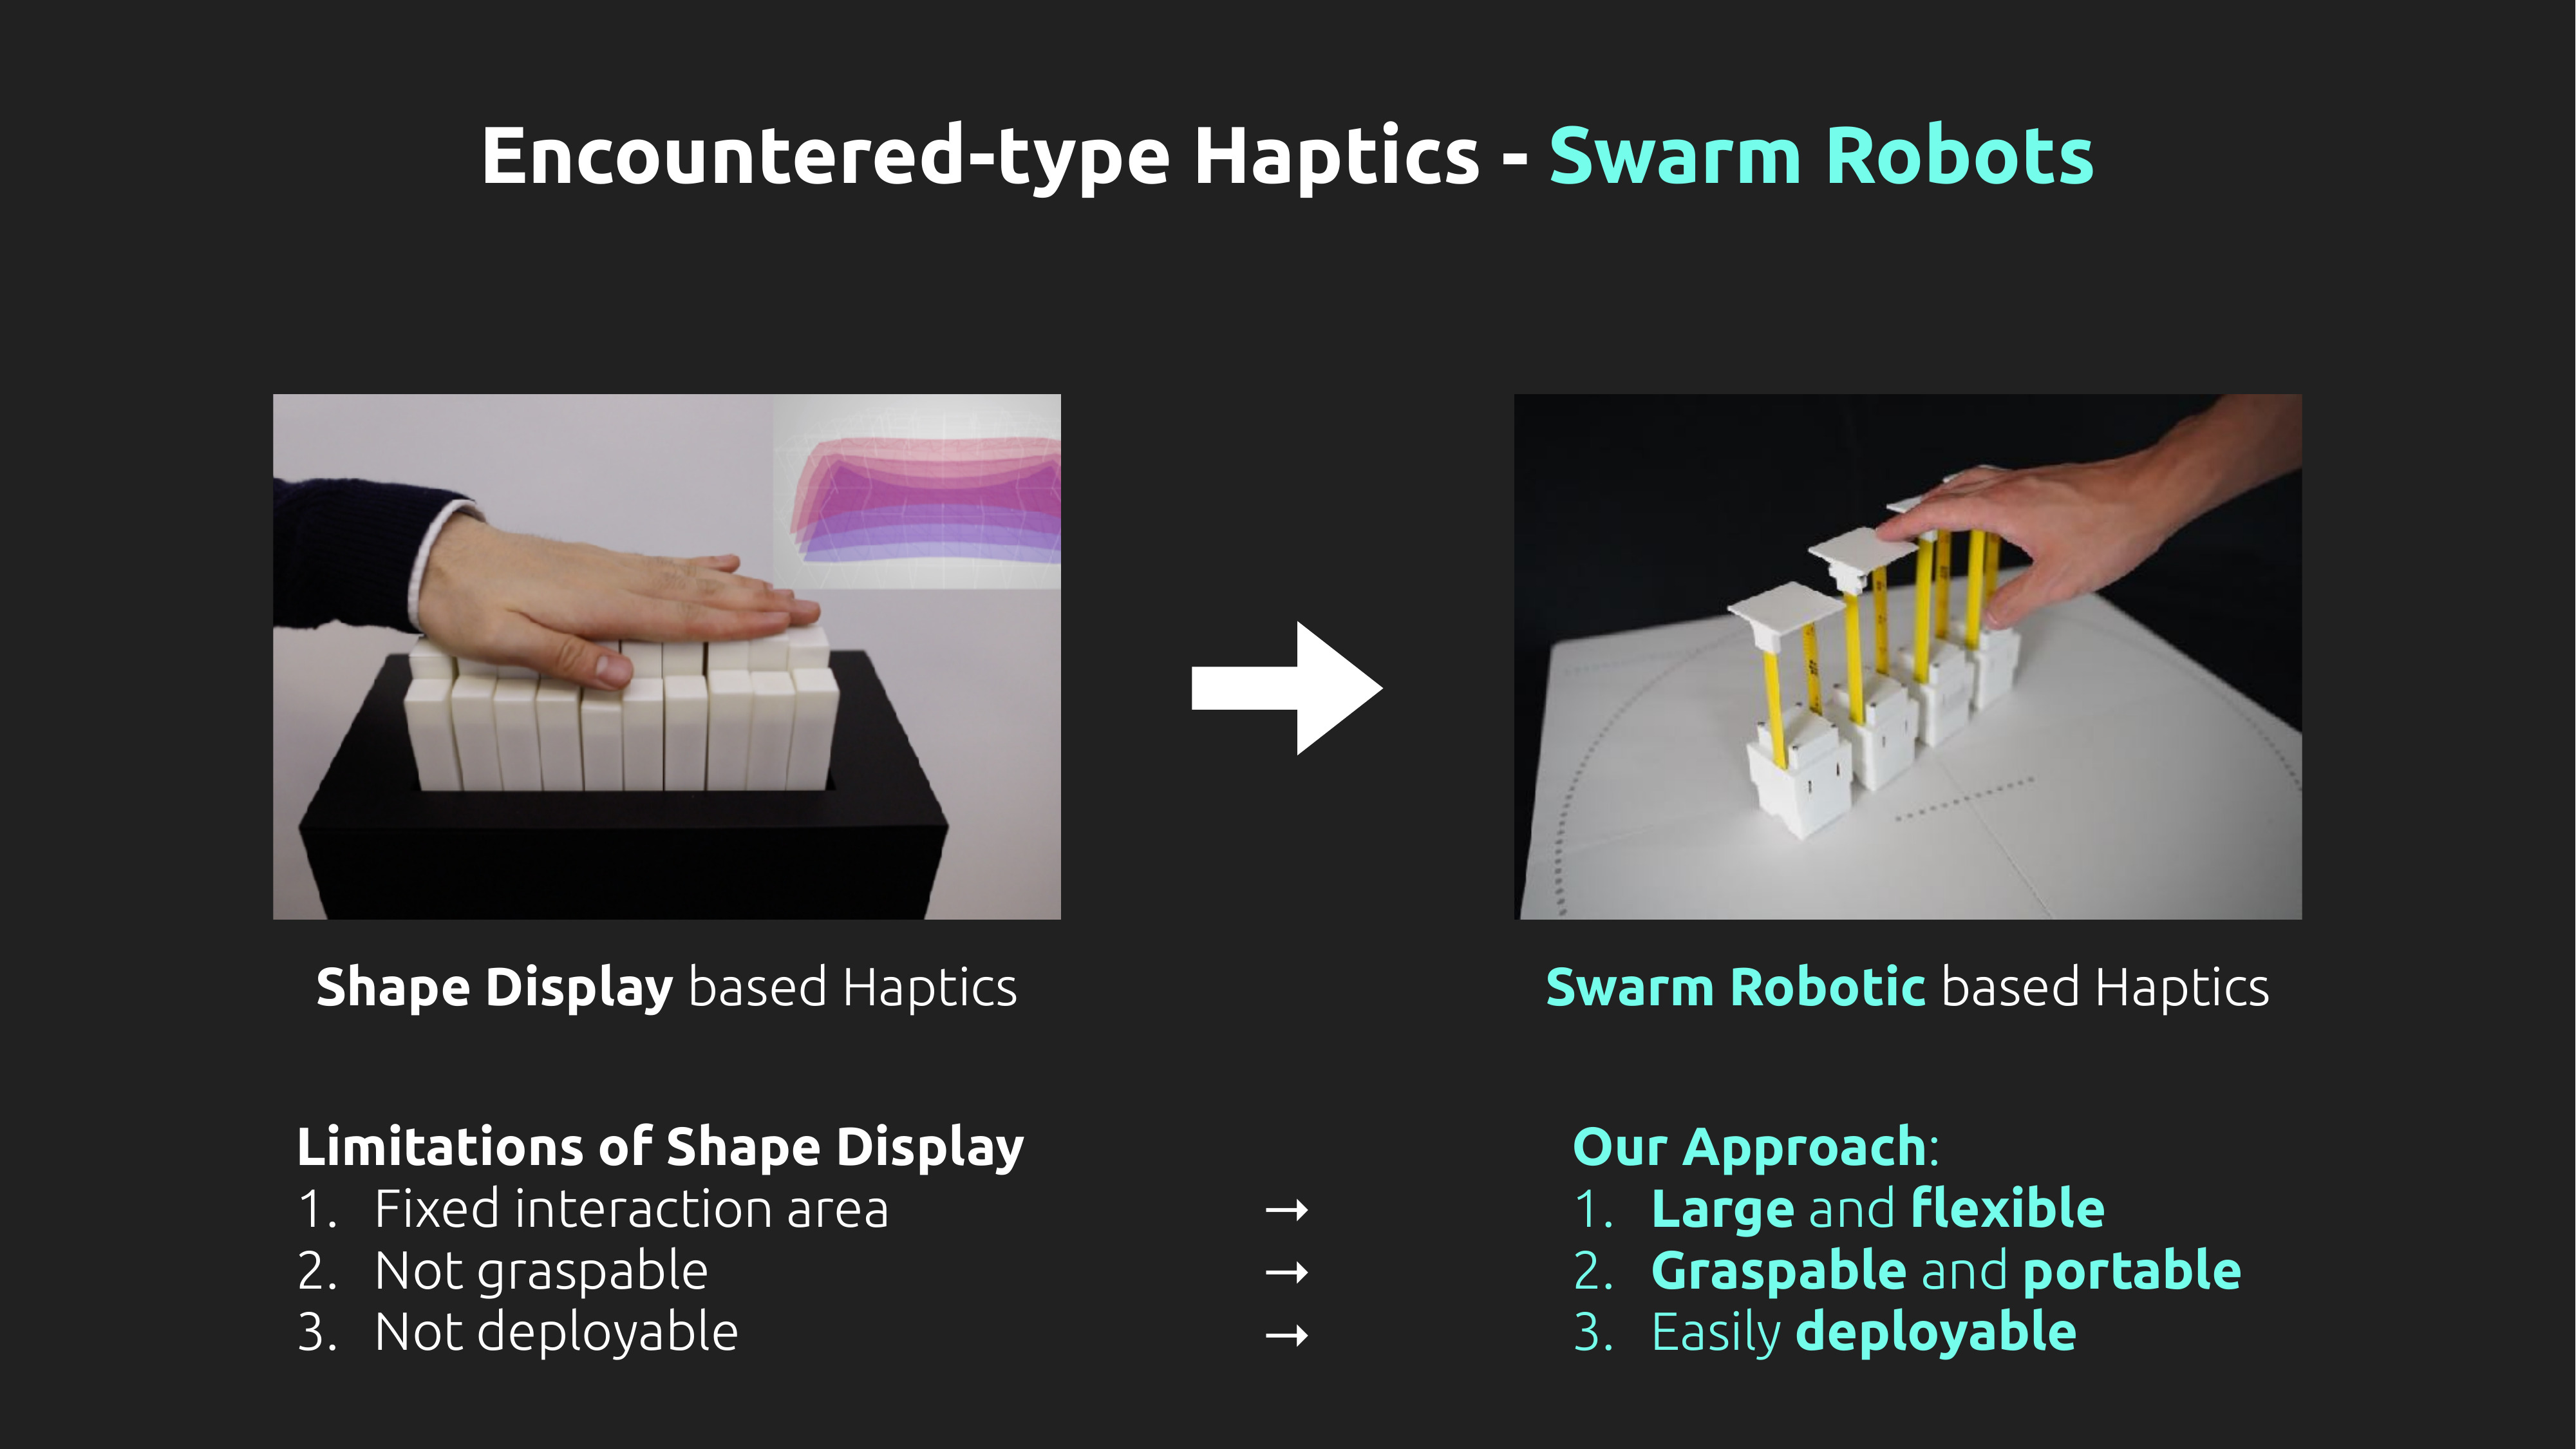 Encountered-type Haptics - Swarm Robots
Shape Display based Haptics
Swarm Robotic based Haptics
Limitations of Shape Display
1. Fixed interaction area
2. Not graspable
3. Not deployable
→
→
→
Our Approach:
1. Large and flexible
2. Graspable and portable
3. Easily deployable